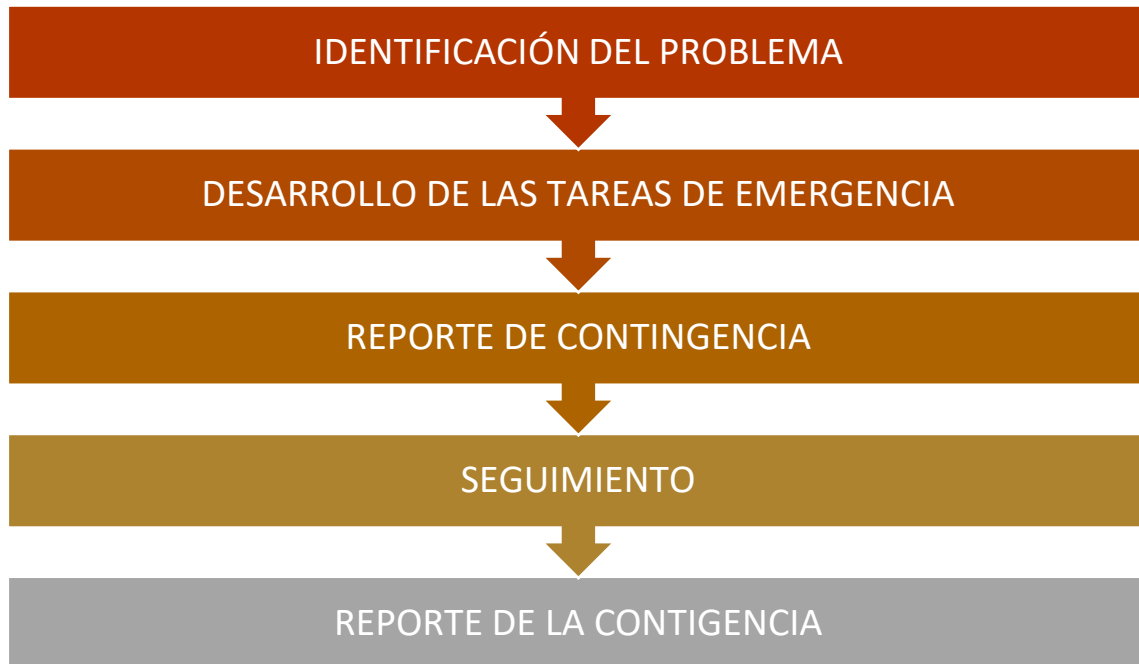 IDENTIFICACIÓN DEL PROBLEMA
DESARROLLO DE LAS TAREAS DE EMERGENCIA
REPORTE DE CONTINGENCIA
SEGUIMIENTO
REPORTE DE LA CONTIGENCIA